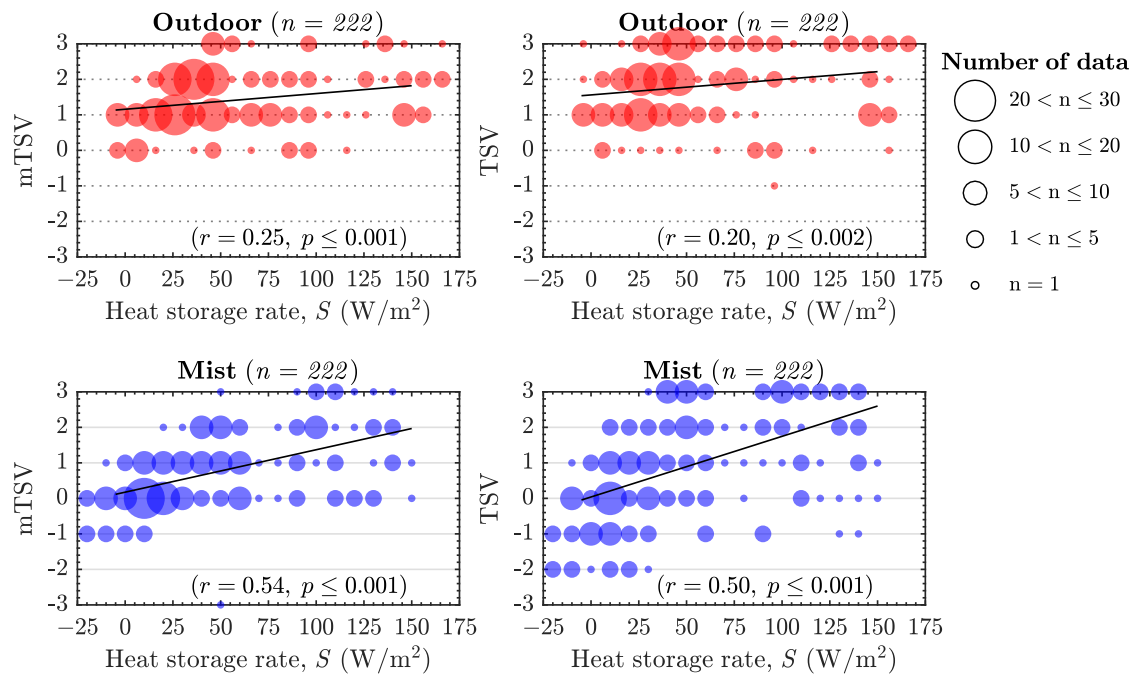 Outdoor (n = 222)
3
2
1
0
-1
-2
-3
mTSV
(r = 0.25, p ≤ 0.001)
−25 0 25 50 75 100 125 150 175
Heat storage rate, S (W/m²)
Outdoor (n = 222)
3
2
1
0
-1
-2
-3
TSV
(r = 0.20, p ≤ 0.002)
−25 0 25 50 75 100 125 150 175
Heat storage rate, S (W/m²)
Number of data
20 < n ≤ 30
10 < n ≤ 20
5 < n ≤ 10
1 < n ≤ 5
n = 1
Mist (n = 222)
3
2
1
0
-1
-2
-3
mTSV
(r = 0.54, p ≤ 0.001)
−25 0 25 50 75 100 125 150 175
Heat storage rate, S (W/m²)
Mist (n = 222)
3
2
1
0
-1
-2
-3
TSV
(r = 0.50, p ≤ 0.001)
−25 0 25 50 75 100 125 150 175
Heat storage rate, S (W/m²)